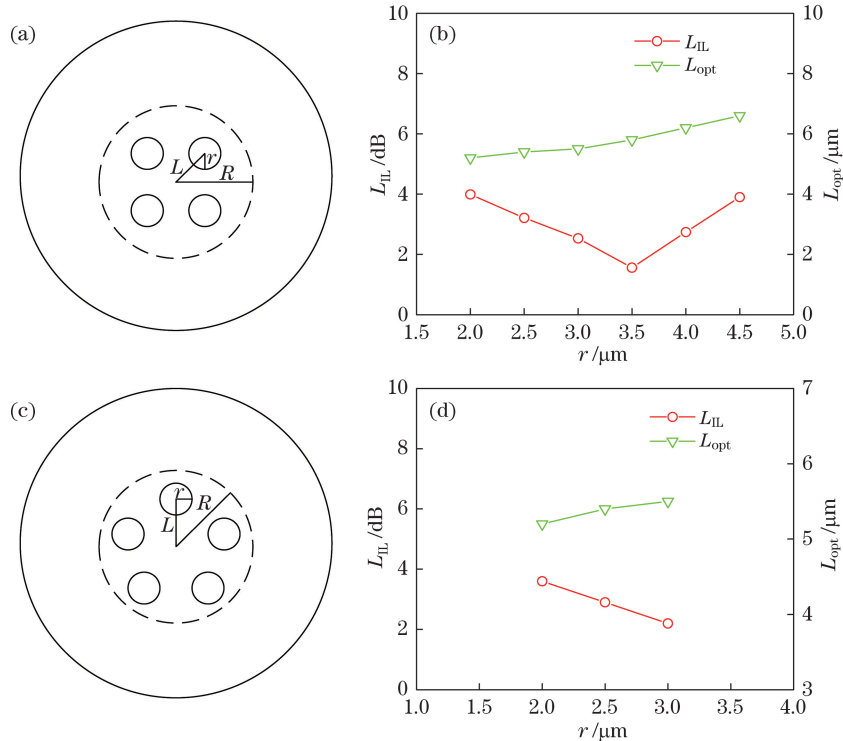 (a)
L
r
R
(b)
L_IL
L_opt
10
8
6
4
2
0
L_IL /dB
10
8
6
4
2
0
L_opt /μm
1.5 2.0 2.5 3.0 3.5 4.0 4.5 5.0
r /μm
(c)
r
R
L
(d)
L_IL
L_opt
10
8
6
4
2
0
L_IL /dB
7
6
5
4
3
L_opt /μm
1.0 1.5 2.0 2.5 3.0 3.5 4.0
r /μm